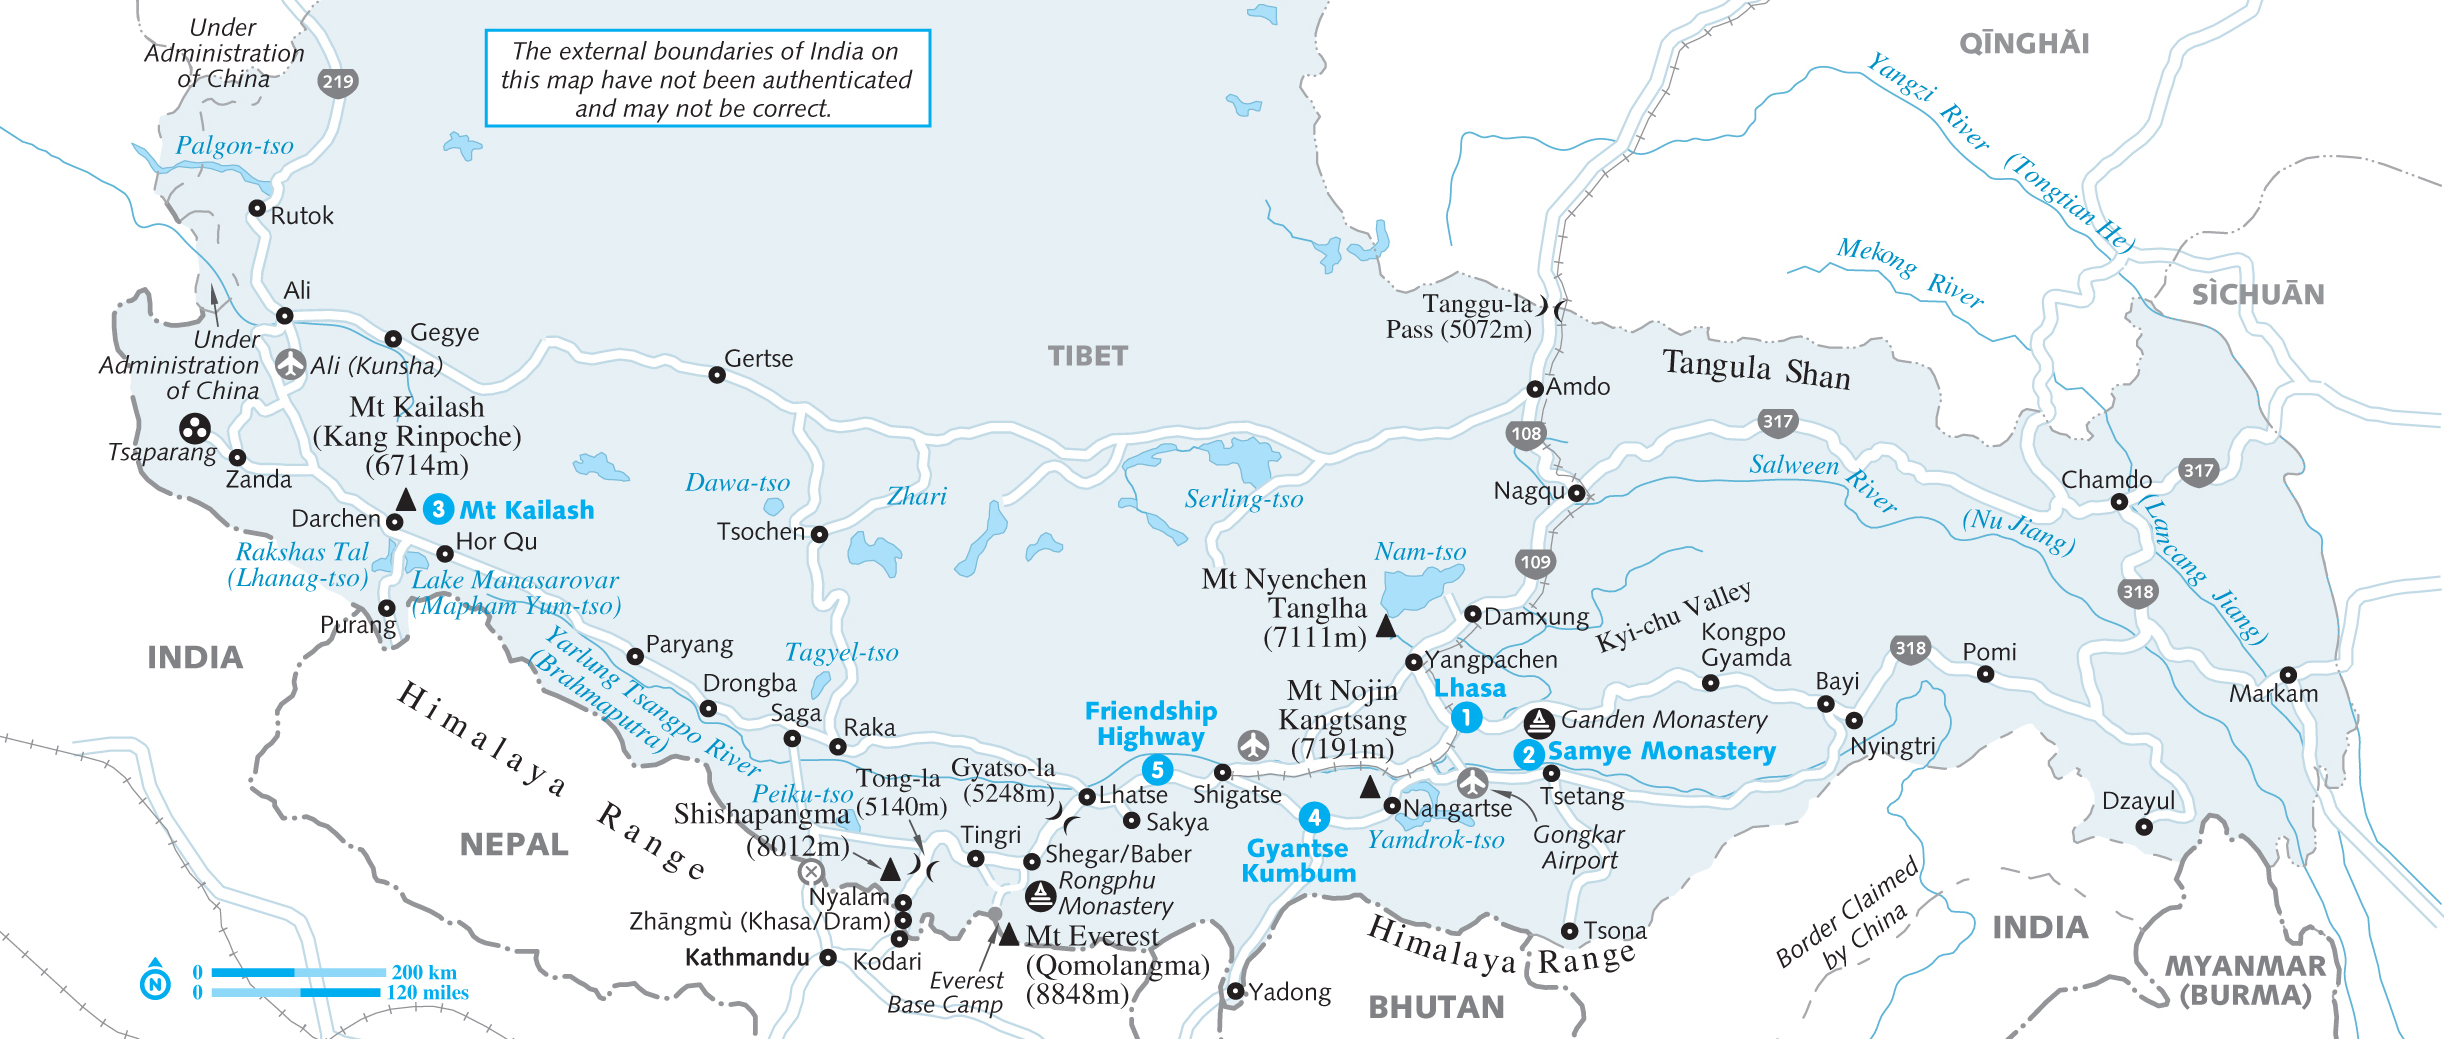 Under
Administration
of China
219
The external boundaries of India on
this map have not been authenticated
and may not be correct.
QĪNGHĂI
Yangzi River (Tongtian He)
Palgon-tso
Rutok
Mekong River
SÌCHUĀN
Ali
Gegye
Under
Administration
of China
Ali (Kunsha)
Gertse
TIBET
Tanggu-la
Pass (5072m)
Tangula Shan
Amdo
Mt Kailash
(Kang Rinpoche)
(6714m)
Tsaparang
Zanda
108
317
Salween River (Nu Jiang)
Chamdo
317
(Lancang Jiang)
Dawa-tso
Zhari
Serling-tso
Nagqu
Darchen
3 Mt Kailash
Hor Qu
Tsochen
Rakshas Tal
(Lhanag-tso)
Lake Manasarovar
(Mapham Yum-tso)
Nam-tso
109
Mt Nyenchen
Tanglha
(7111m)
Damxung
Kyi-chu Valley
318
Purang
INDIA
Yarlung Tsangpo River
(Brahmaputra)
Paryang
Tagyel-tso
Yangpachen
Kongpo
Gyamda
318
Pomi
Drongba
Lhasa
1
Bayi
Markam
Himalaya Range
Saga
Raka
Friendship
Highway
5
Mt Nojin
Kangtsang
(7191m)
Ganden Monastery
2 Samye Monastery
Nyingtri
Peiku-tso
Tong-la
(5140m)
Gyatso-la
(5248m)
Lhatse
Shigatse
Nangartse
Tsetang
Dzayul
Shishapangma
(8012m)
Sakya
4
Gyantse
Kumbum
Yamdrok-tso
Gongkar
Airport
NEPAL
Tingri
Shegar/Baber
Rongphu
Monastery
Nyalam
Zhāngmù (Khasa/Dram)
Kathmandu
Kodari
Mt Everest
(Qomolangma)
(8848m)
Everest
Base Camp
Himalaya Range
Tsona
Border Claimed
by China
INDIA
Yadong
BHUTAN
MYANMAR
(BURMA)
N
0 200 km
0 120 miles